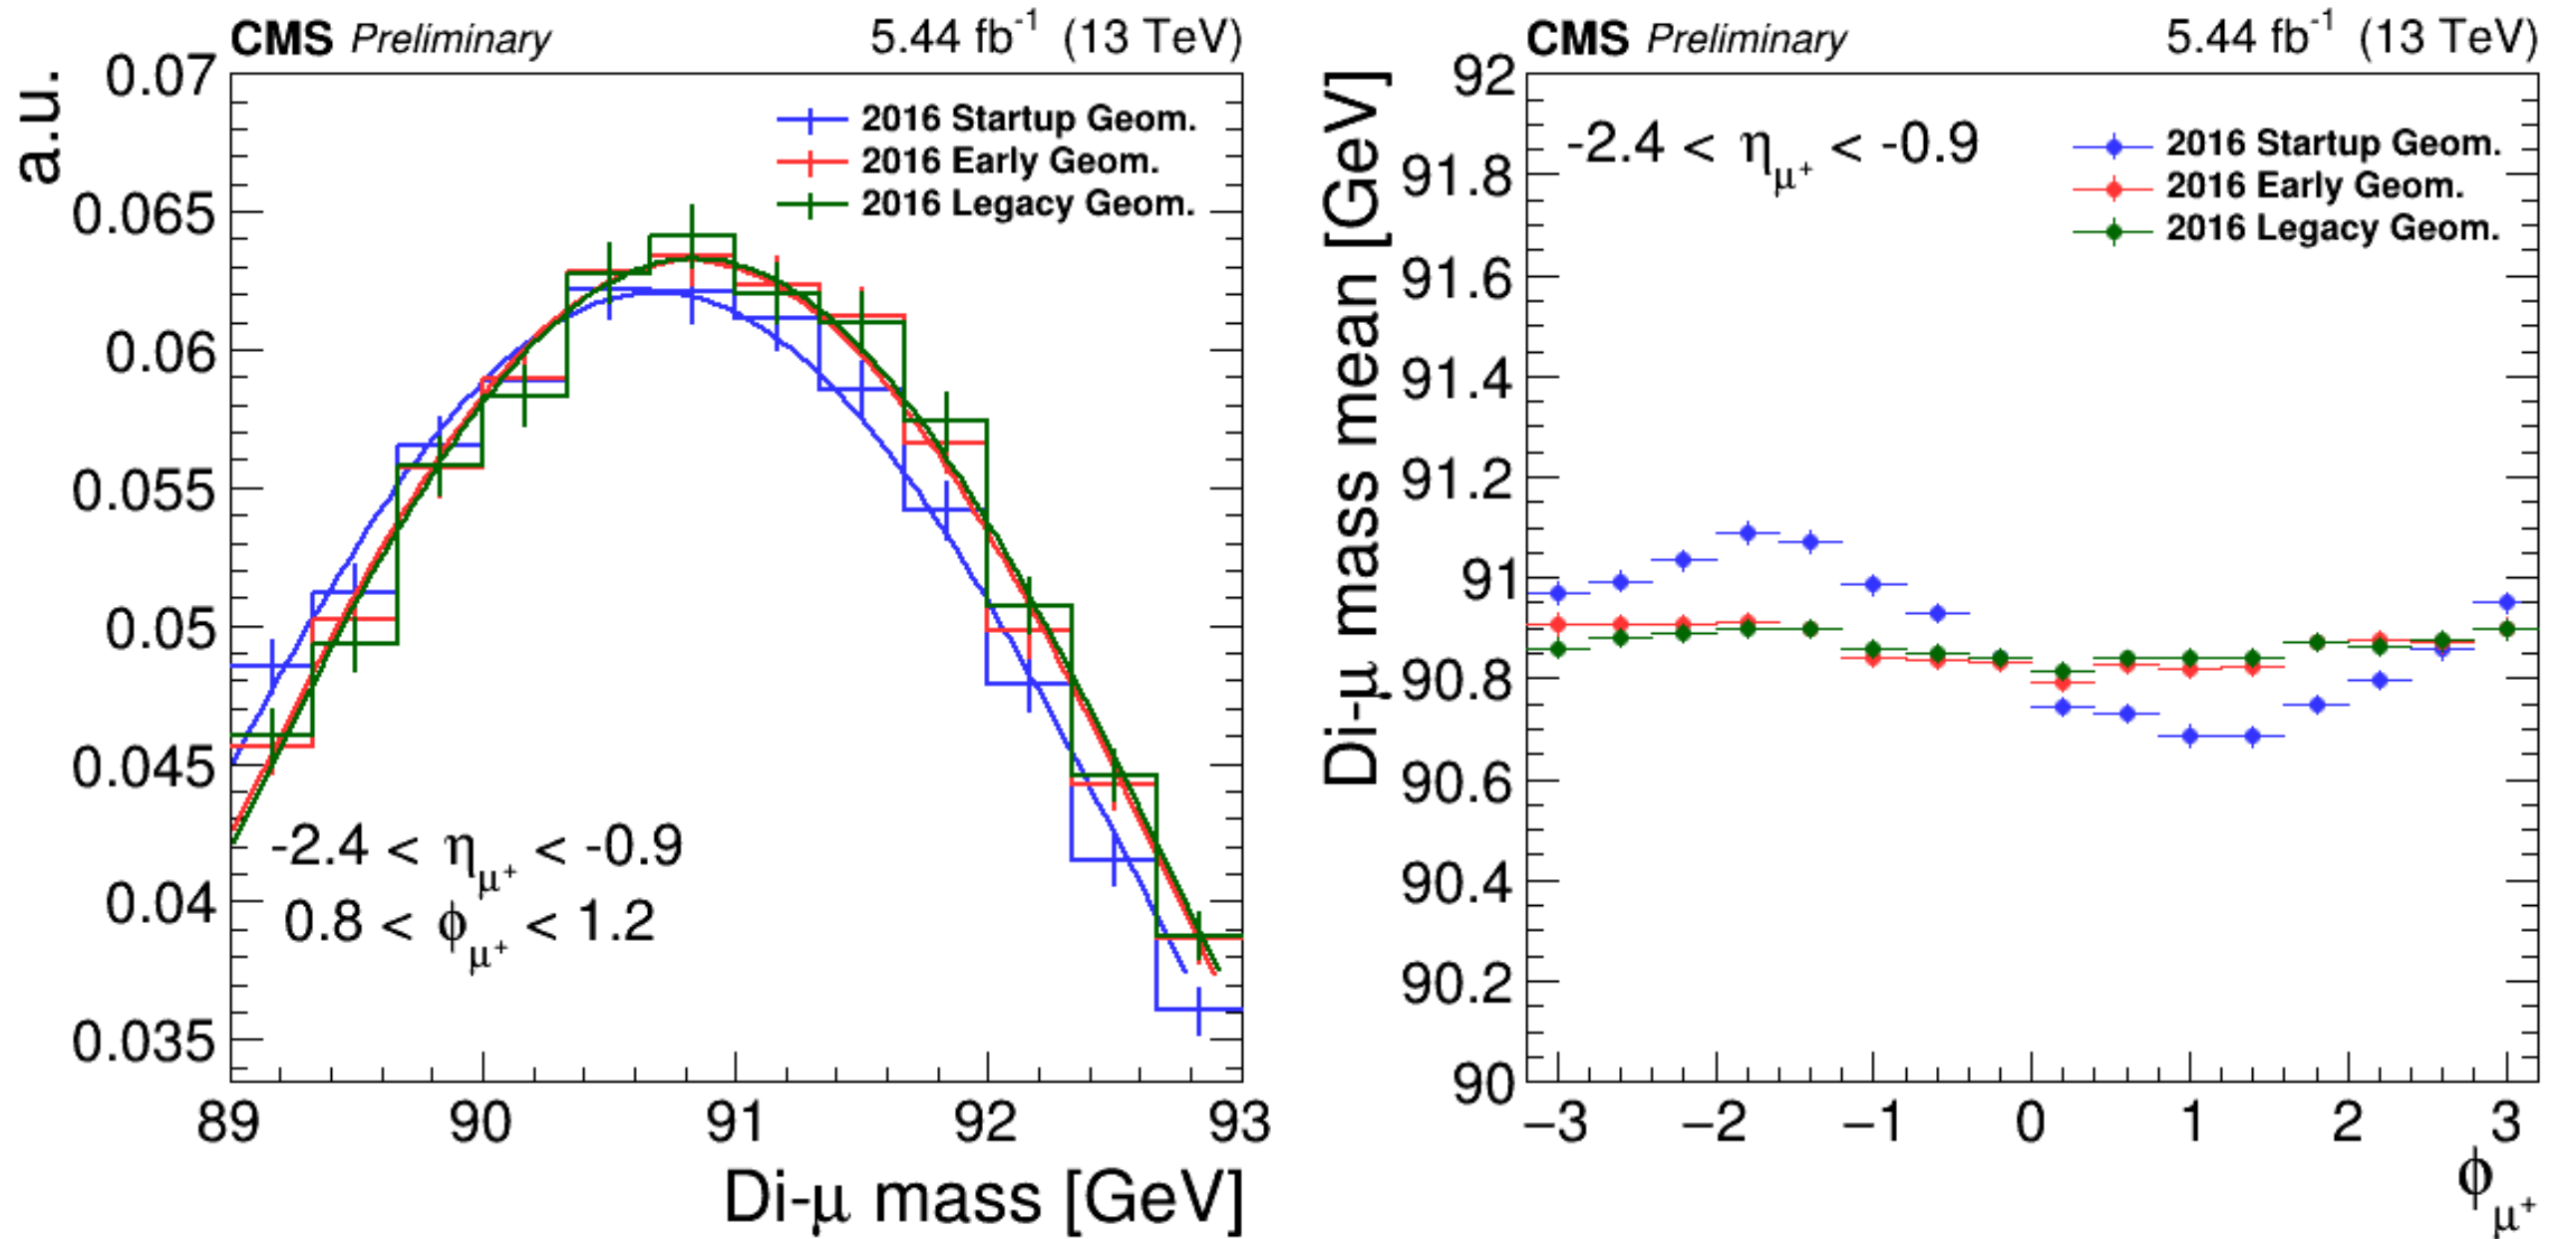 CMS Preliminary 5.44 fb⁻¹ (13 TeV)
a.u.
0.07
0.065
0.06
0.055
0.05
0.045
0.04
0.035
2016 Startup Geom.
2016 Early Geom.
2016 Legacy Geom.
-2.4 < ημ⁺ < -0.9
0.8 < ϕμ⁺ < 1.2
89 90 91 92 93
Di-μ mass [GeV]
CMS Preliminary 5.44 fb⁻¹ (13 TeV)
Di-μ mass mean [GeV]
92
91.8
91.6
91.4
91.2
91
90.8
90.6
90.4
90.2
90
-2.4 < ημ⁺ < -0.9
2016 Startup Geom.
2016 Early Geom.
2016 Legacy Geom.
−3 −2 −1 0 1 2 3
ϕμ⁺